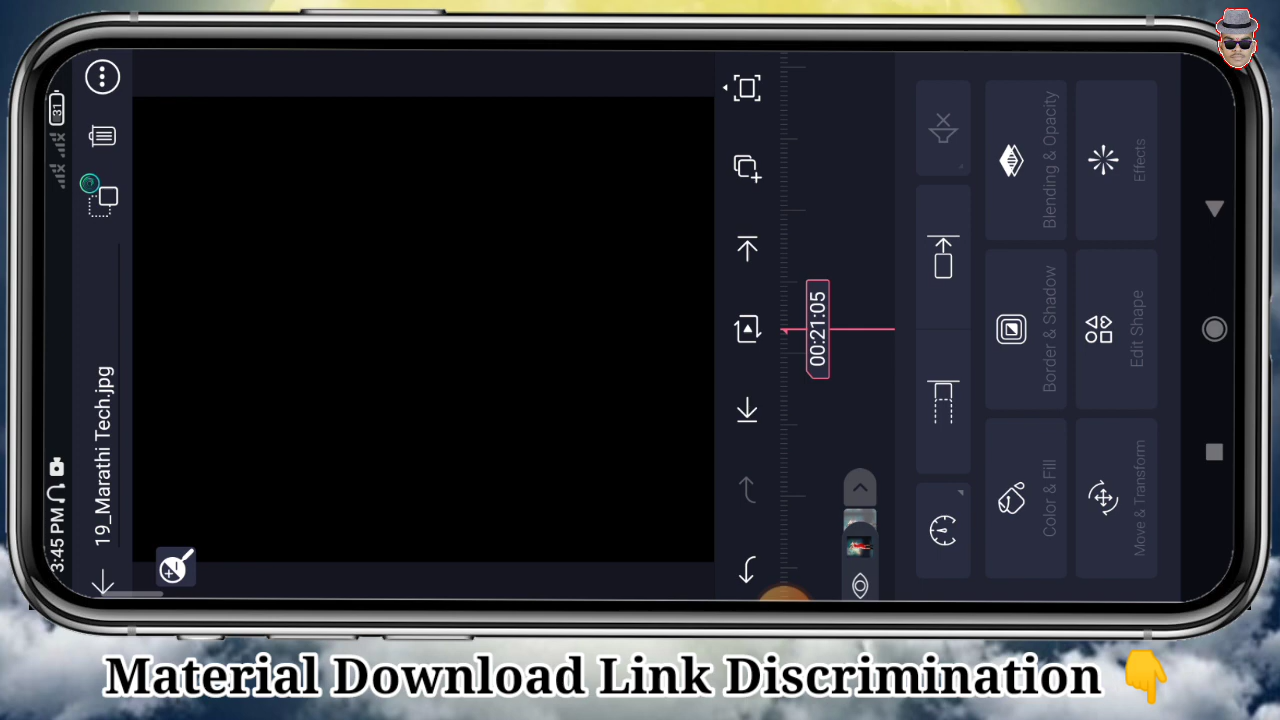 3:45 PM
31
19_Marathi Tech.jpg
00:21:05
Color & Fill
Border & Shadow
Blending & Opacity
Move & Transform
Edit Shape
Effects
Material Download Link Discrimination 👇